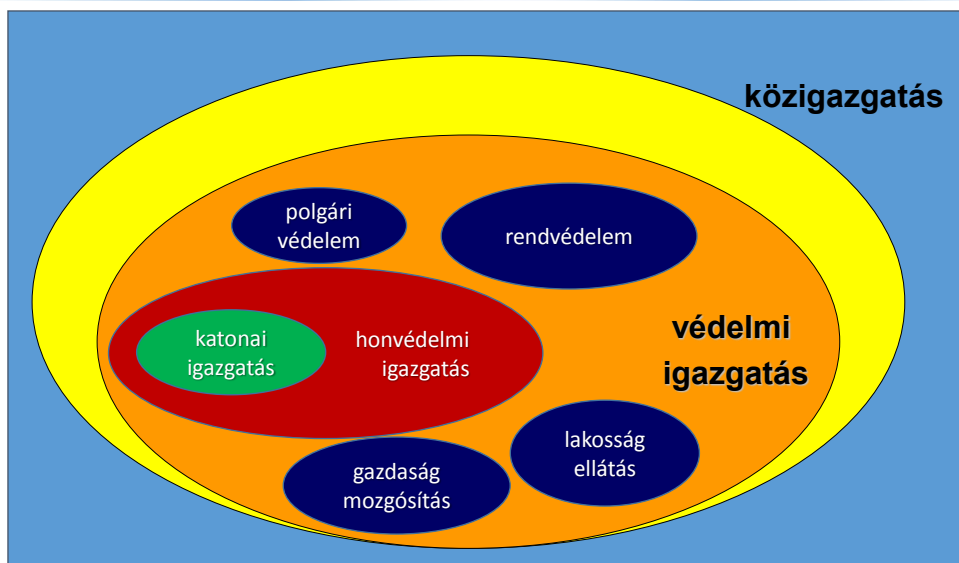 közigazgatás
polgári
védelem
rendvédelem
védelmi
igazgatás
katonai
igazgatás
honvédelmi
igazgatás
lakosság
ellátás
gazdaság
mozgósítás